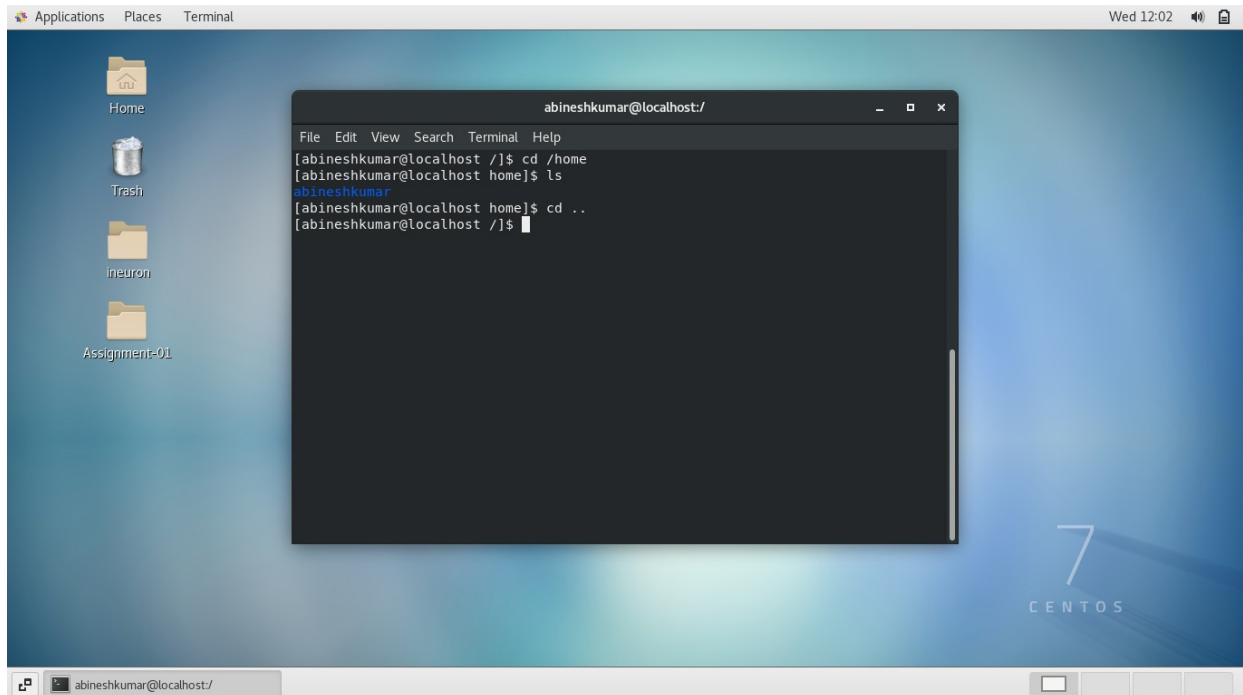 Applications Places Terminal
Wed 12:02
Home
Trash
ineuron
Assignment-01
abineshkumar@localhost:/
File Edit View Search Terminal Help
[abineshkumar@localhost /]$ cd /home
[abineshkumar@localhost home]$ ls
abineshkumar
[abineshkumar@localhost home]$ cd ..
[abineshkumar@localhost /]$
7
CENTOS
abineshkumar@localhost:/